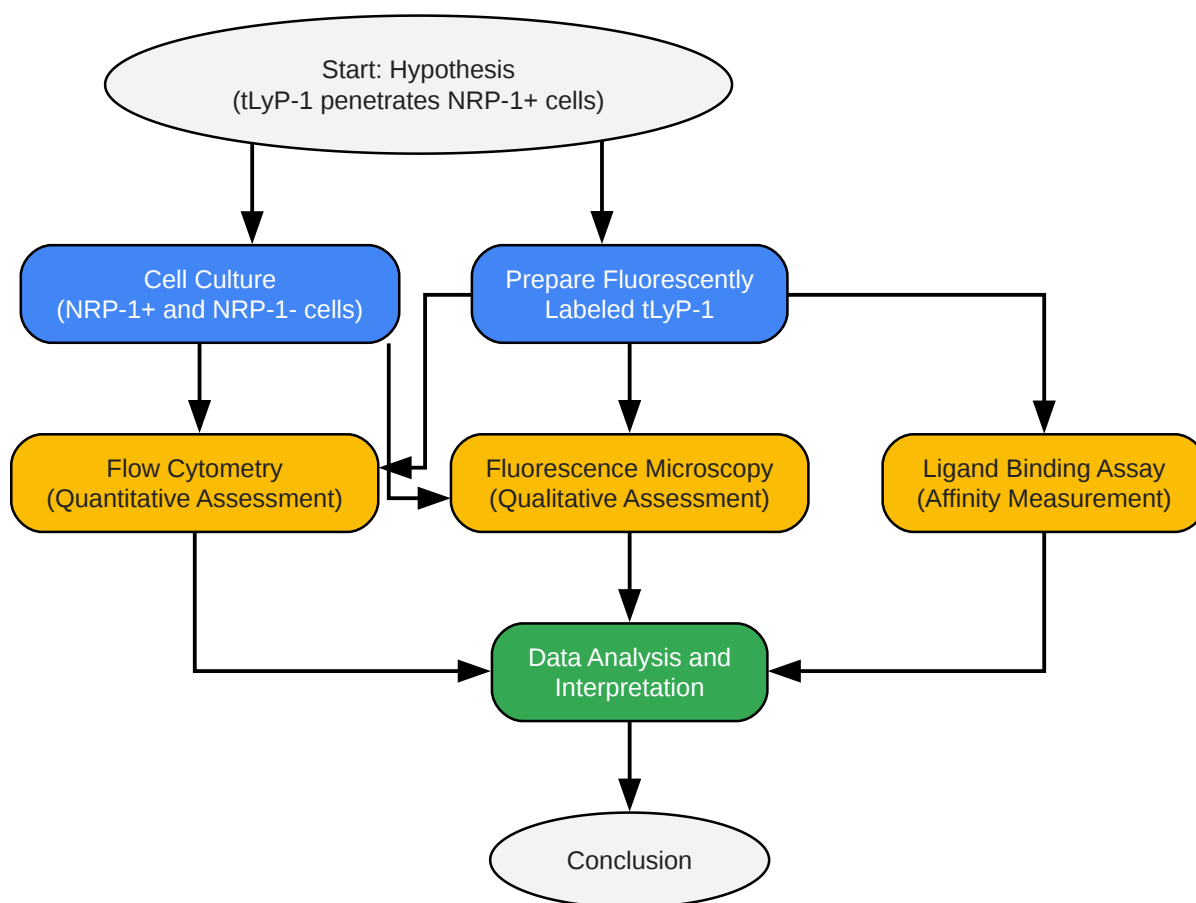 Start: Hypothesis
(tLyP-1 penetrates NRP-1+ cells)
Cell Culture
(NRP-1+ and NRP-1- cells)
Prepare Fluorescently
Labeled tLyP-1
Flow Cytometry
(Quantitative Assessment)
Fluorescence Microscopy
(Qualitative Assessment)
Ligand Binding Assay
(Affinity Measurement)
Data Analysis and
Interpretation
Conclusion